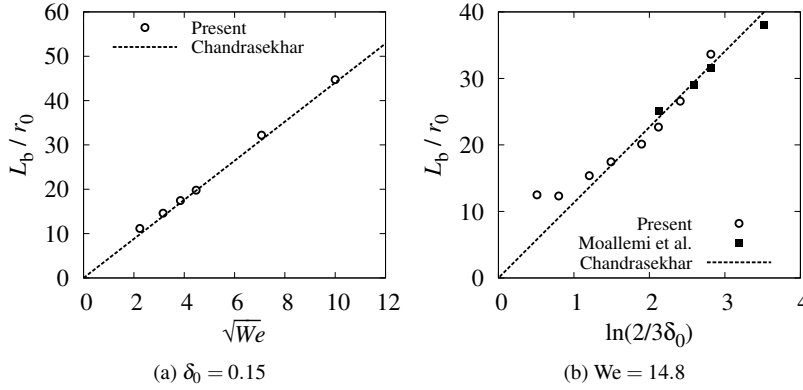 60
50
40
30
20
10
0
0 2 4 6 8 10 12
L_b / r_0
√We
Present
Chandrasekhar
(a) δ_0 = 0.15
40
30
20
10
0
0 1 2 3 4
L_b / r_0
ln(2/3δ_0)
Present
Moallemi et al.
Chandrasekhar
(b) We = 14.8